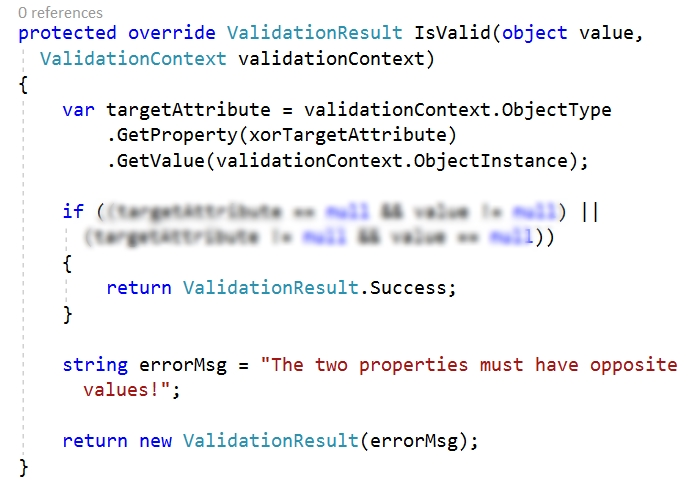 0 references
protected override ValidationResult IsValid(object value,
ValidationContext validationContext)
{
var targetAttribute = validationContext.ObjectType
.GetProperty(xorTargetAttribute)
.GetValue(validationContext.ObjectInstance);
if (
) ||
))
{
return ValidationResult.Success;
}
string errorMsg = "The two properties must have opposite
values!";
return new ValidationResult(errorMsg);
}